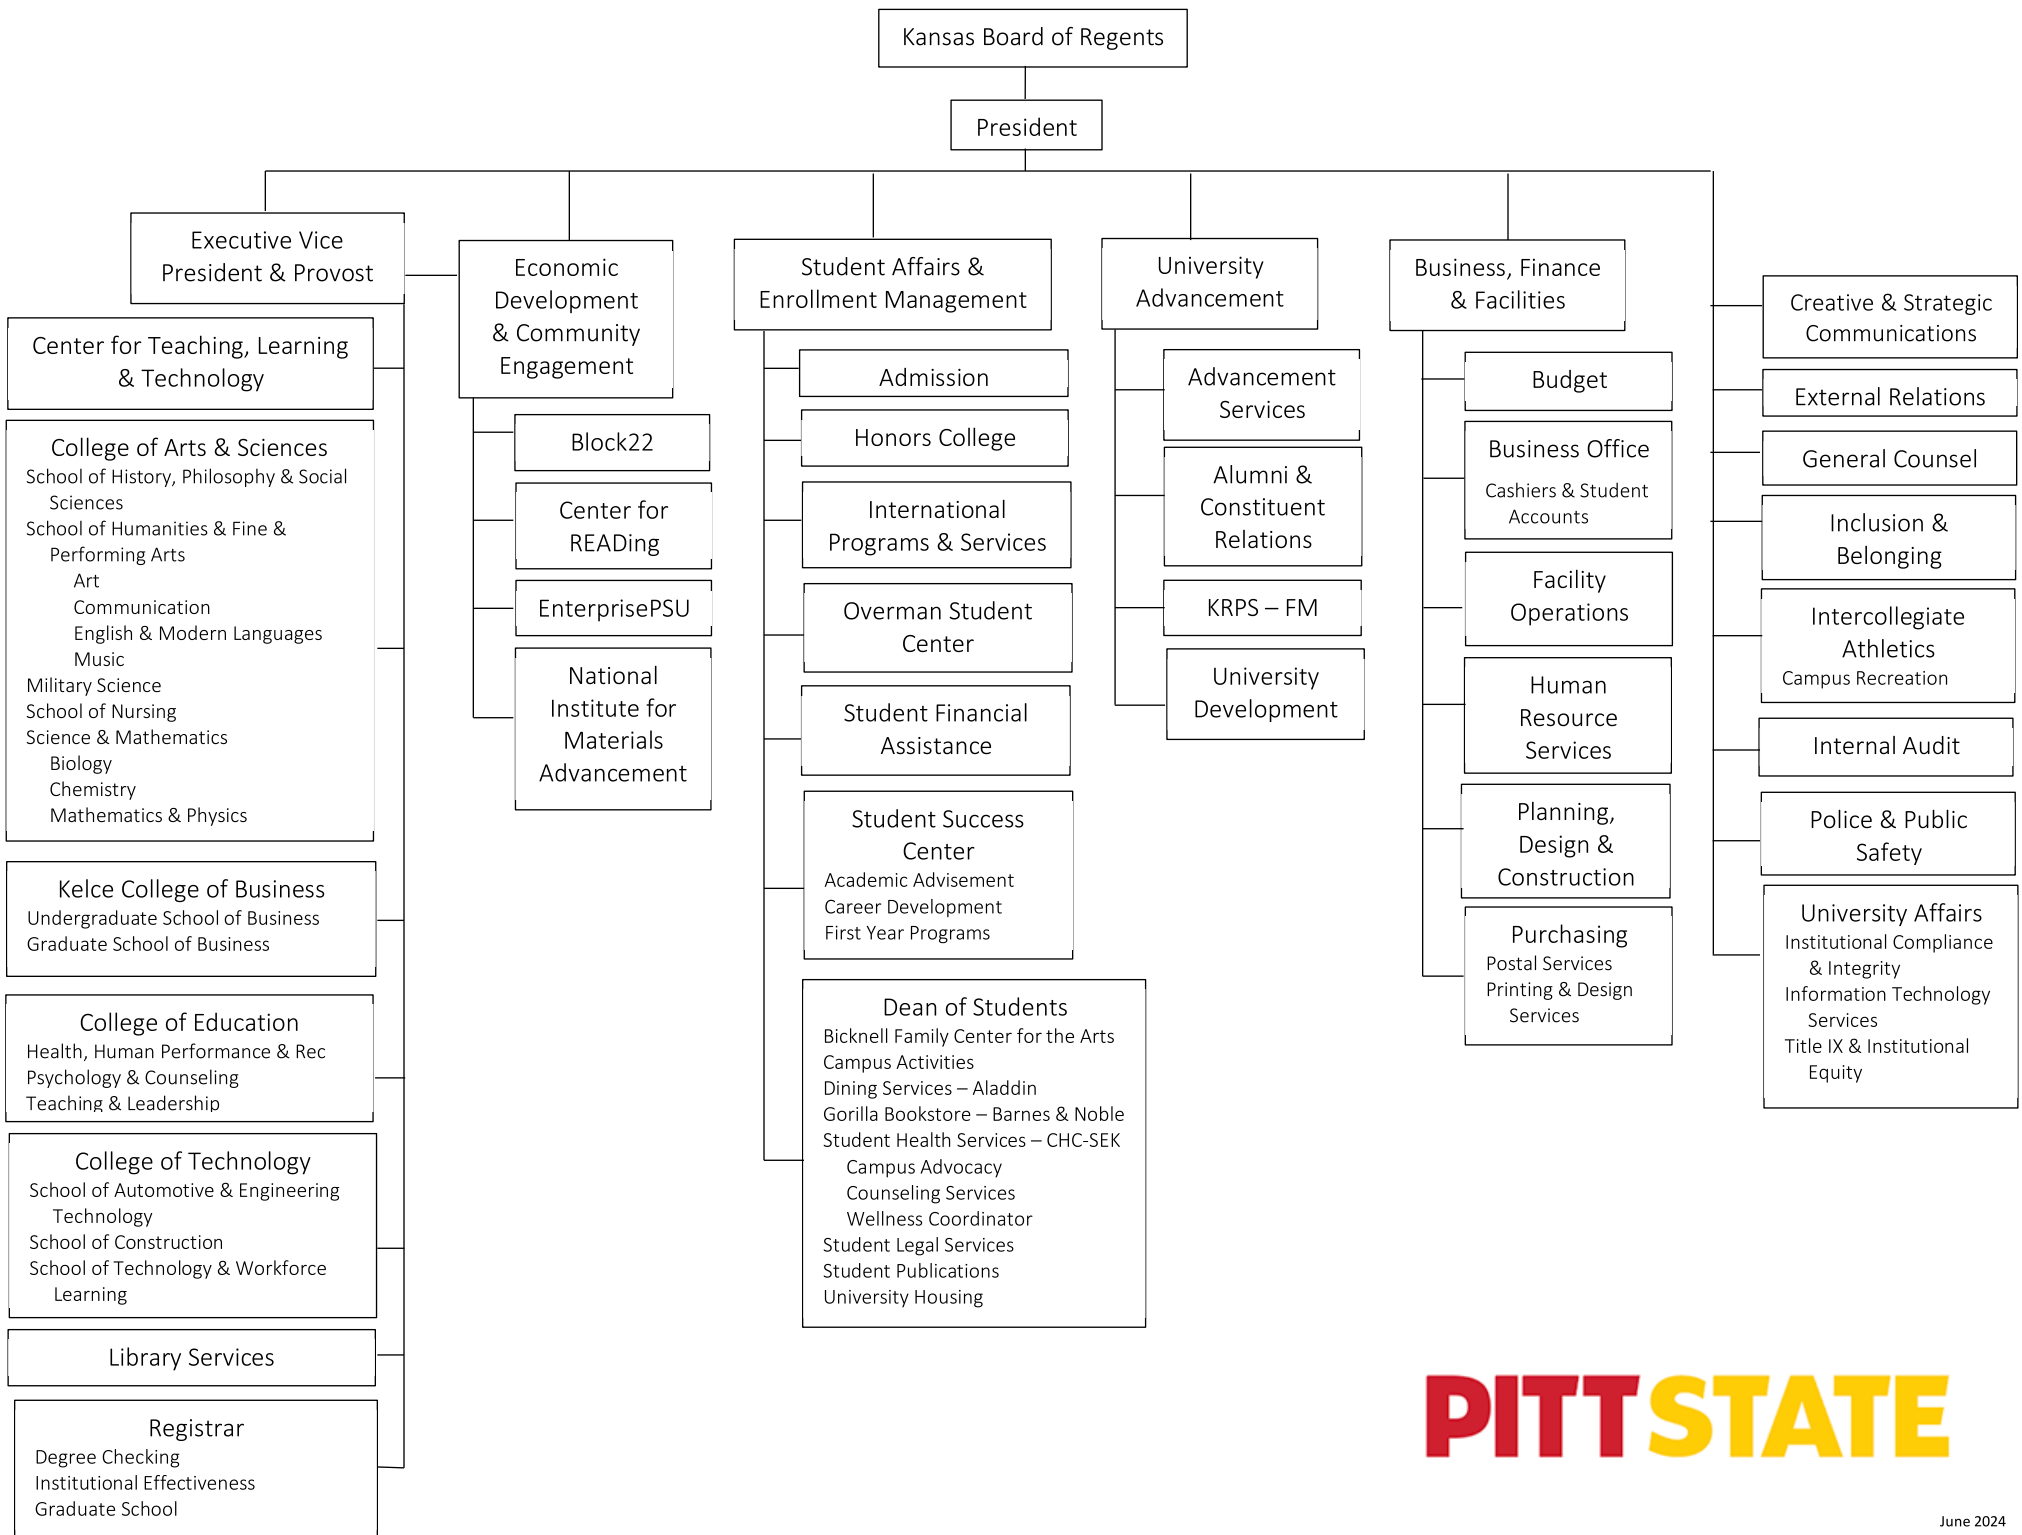 Kansas Board of Regents
President
Executive Vice
President & Provost
Center for Teaching, Learning
& Technology
College of Arts & Sciences
School of History, Philosophy & Social
Sciences
School of Humanities & Fine &
Performing Arts
Art
Communication
English & Modern Languages
Music
Military Science
School of Nursing
Science & Mathematics
Biology
Chemistry
Mathematics & Physics
Kelce College of Business
Undergraduate School of Business
Graduate School of Business
College of Education
Health, Human Performance & Rec
Psychology & Counseling
Teaching & Leadership
College of Technology
School of Automotive & Engineering
Technology
School of Construction
School of Technology & Workforce
Learning
Library Services
Registrar
Degree Checking
Institutional Effectiveness
Graduate School
Economic
Development
& Community
Engagement
Block22
Center for
READing
EnterprisePSU
National
Institute for
Materials
Advancement
Student Affairs &
Enrollment Management
Admission
Honors College
International
Programs & Services
Overman Student
Center
Student Financial
Assistance
Student Success
Center
Academic Advisement
Career Development
First Year Programs
Dean of Students
Bicknell Family Center for the Arts
Campus Activities
Dining Services – Aladdin
Gorilla Bookstore – Barnes & Noble
Student Health Services – CHC-SEK
Campus Advocacy
Counseling Services
Wellness Coordinator
Student Legal Services
Student Publications
University Housing
University
Advancement
Advancement
Services
Alumni &
Constituent
Relations
KRPS – FM
University
Development
Business, Finance
& Facilities
Budget
Business Office
Cashiers & Student
Accounts
Facility
Operations
Human
Resource
Services
Planning,
Design &
Construction
Purchasing
Postal Services
Printing & Design
Services
Creative & Strategic
Communications
External Relations
General Counsel
Inclusion &
Belonging
Intercollegiate
Athletics
Campus Recreation
Internal Audit
Police & Public
Safety
University Affairs
Institutional Compliance
& Integrity
Information Technology
Services
Title IX & Institutional
Equity
PITTSTATE
June 2024